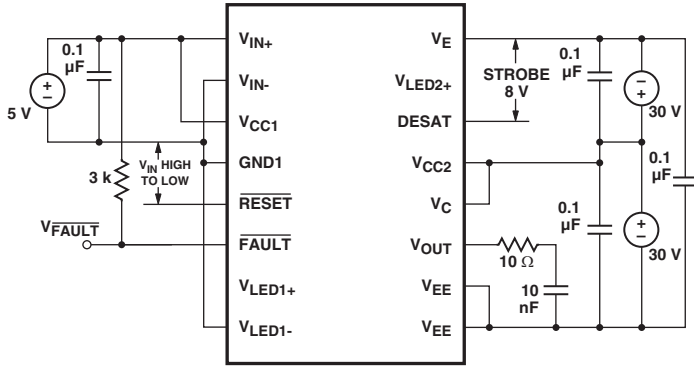 0.1
µF
5 V
3 k
V_IN HIGH
TO LOW
V_FAULT
V_IN+
V_IN-
V_CC1
GND1
RESET
FAULT
V_LED1+
V_LED1-
V_E
V_LED2+
DESAT
V_CC2
V_C
V_OUT
V_EE
V_EE
STROBE
8 V
10 Ω
10
nF
0.1
µF
0.1
µF
30 V
30 V
0.1
µF